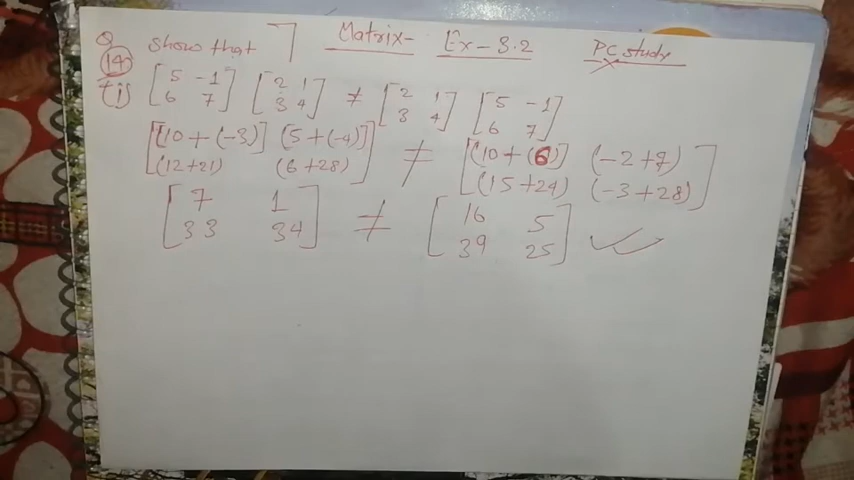 Q Show that Matrix- Ex-3.2 PC study
14
(i) [5 -1 [2 1 ≠ [2 1 [5 -1
6 7] 3 4] 3 4] 6 7]
[(10+(-3)] (5+(-4)] ≠ [(10+(6)] (-2+7)
(12+21) (6+28)] (15+24) (-3+28)]
[7 1 ≠ [16 5
33 34] 39 25]